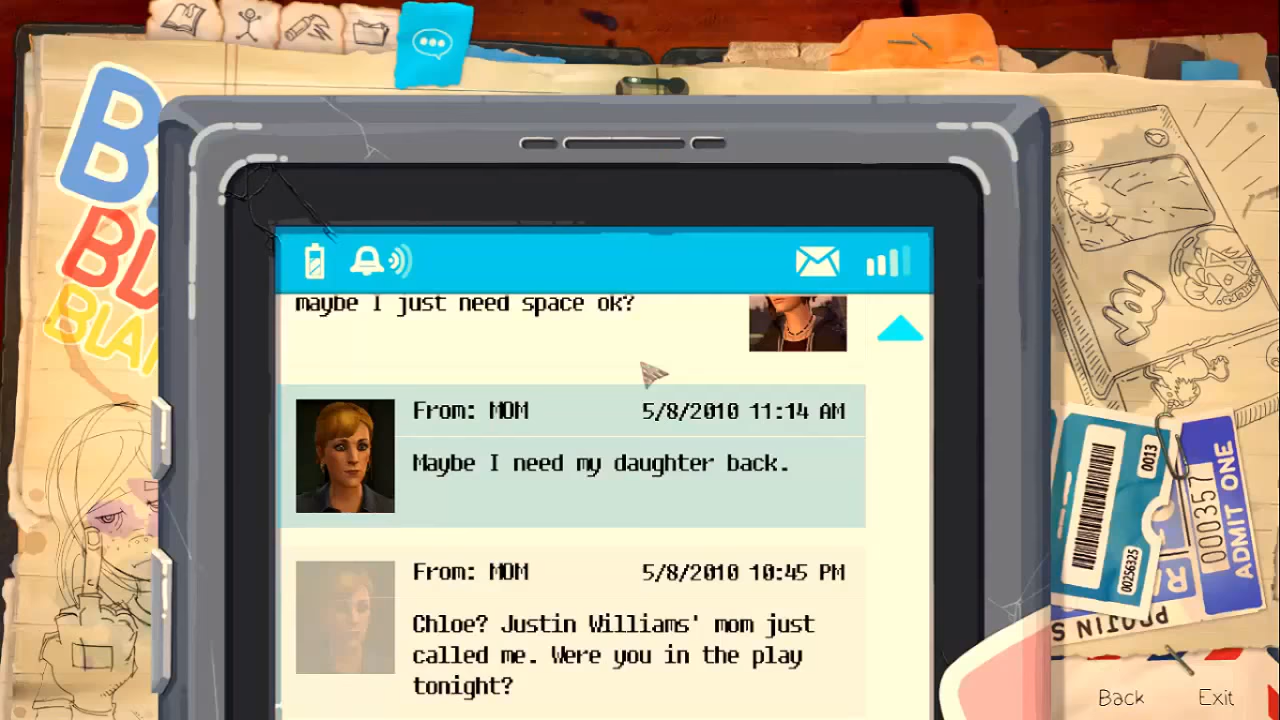 maybe I just need space ok?
From: MOM
5/8/2010 11:14 AM
Maybe I need my daughter back.
From: MOM
5/8/2010 10:45 PM
Chloe? Justin Williams' mom just
called me. Were you in the play
tonight?
0013
00256325
000357
ADMIT ONE
Back
Exit